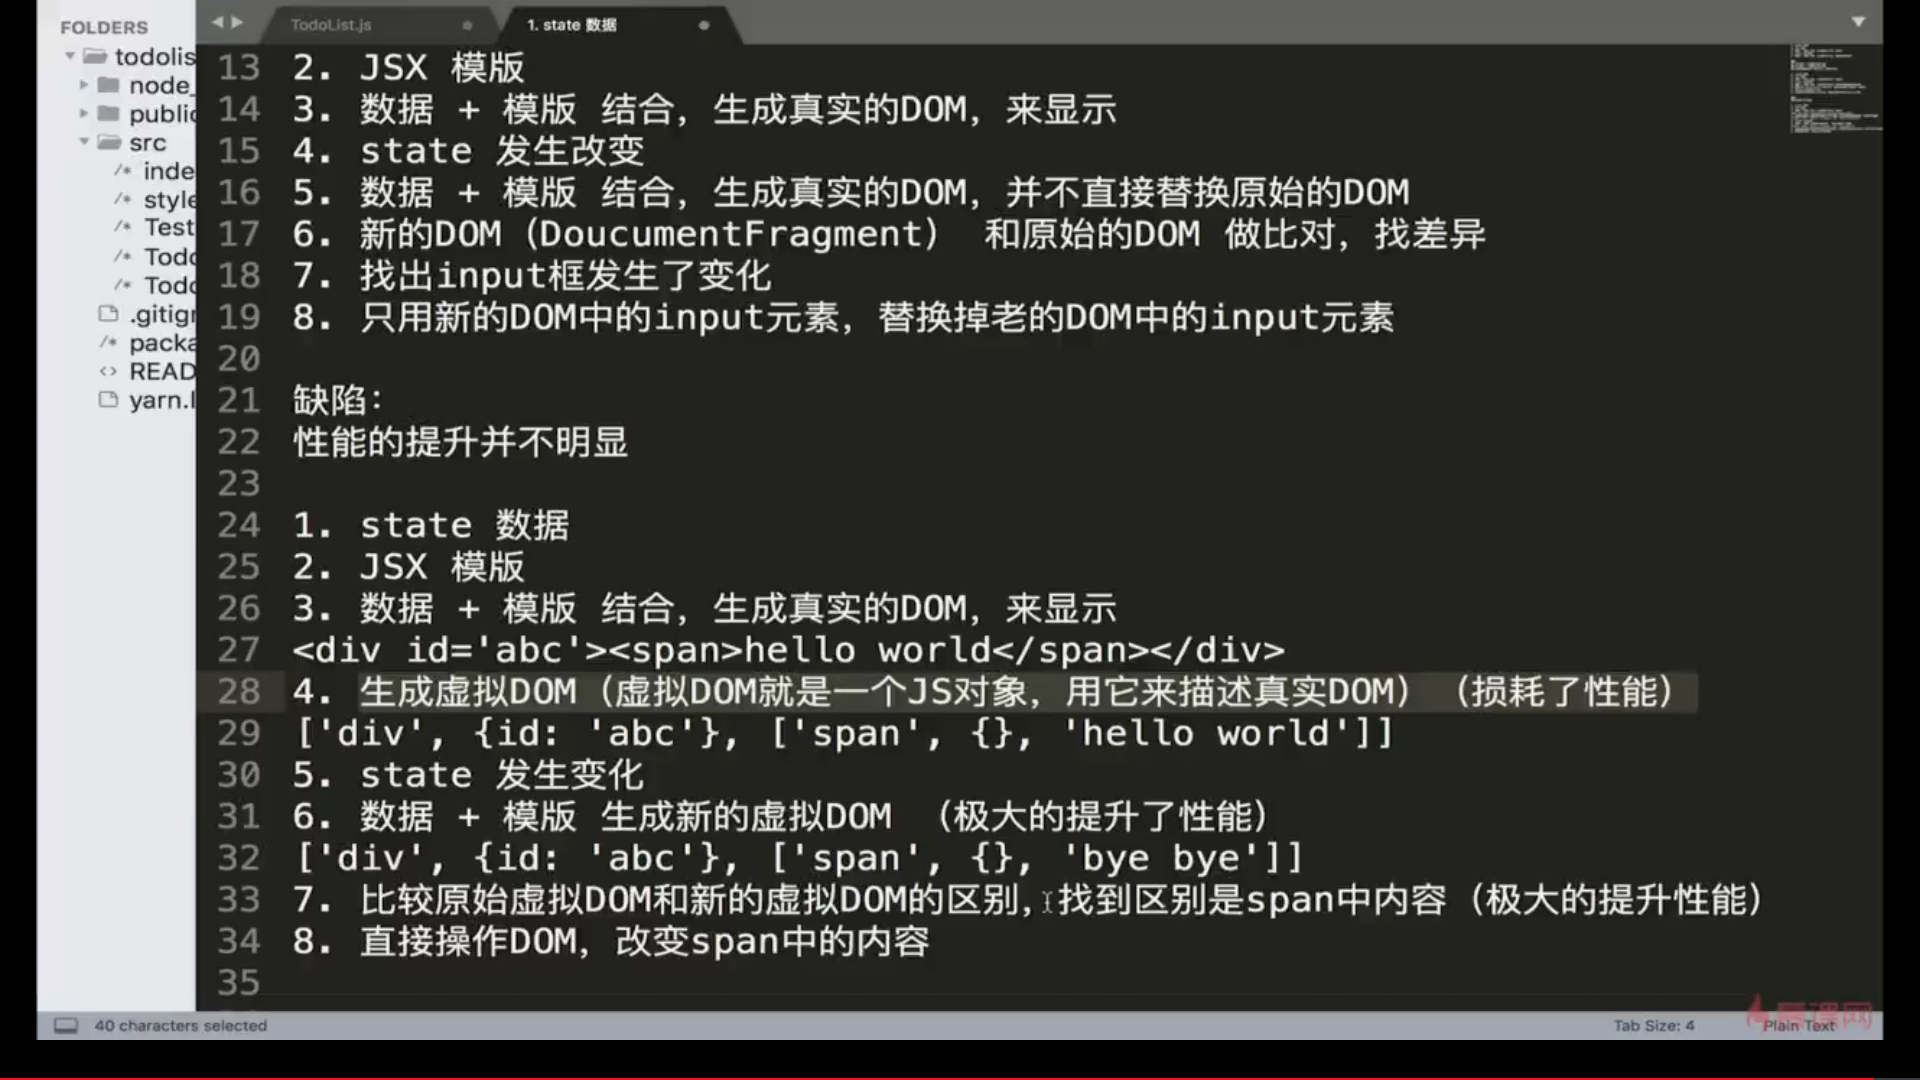 FOLDERS
todolis
node_
public
src
inde
style
Test
Todo
Todo
.gitign
packa
READ
yarn.l
TodoList.js
1. state 数据
13 2. JSX 模版
14 3. 数据 + 模版 结合，生成真实的DOM，来显示
15 4. state 发生改变
16 5. 数据 + 模版 结合，生成真实的DOM，并不直接替换原始的DOM
17 6. 新的DOM（DoucumentFragment） 和原始的DOM 做比对，找差异
18 7. 找出input框发生了变化
19 8. 只用新的DOM中的input元素，替换掉老的DOM中的input元素
20
21 缺陷：
22 性能的提升并不明显
23
24 1. state 数据
25 2. JSX 模版
26 3. 数据 + 模版 结合，生成真实的DOM，来显示
27 <div id='abc'><span>hello world</span></div>
28 4. 生成虚拟DOM（虚拟DOM就是一个JS对象，用它来描述真实DOM）（损耗了性能）
29 ['div', {id: 'abc'}, ['span', {}, 'hello world']]
30 5. state 发生变化
31 6. 数据 + 模版 生成新的虚拟DOM （极大的提升了性能）
32 ['div', {id: 'abc'}, ['span', {}, 'bye bye']]
33 7. 比较原始虚拟DOM和新的虚拟DOM的区别，找到区别是span中内容（极大的提升性能）
34 8. 直接操作DOM，改变span中的内容
35
40 characters selected
Tab Size: 4
Plain Text
慕课网